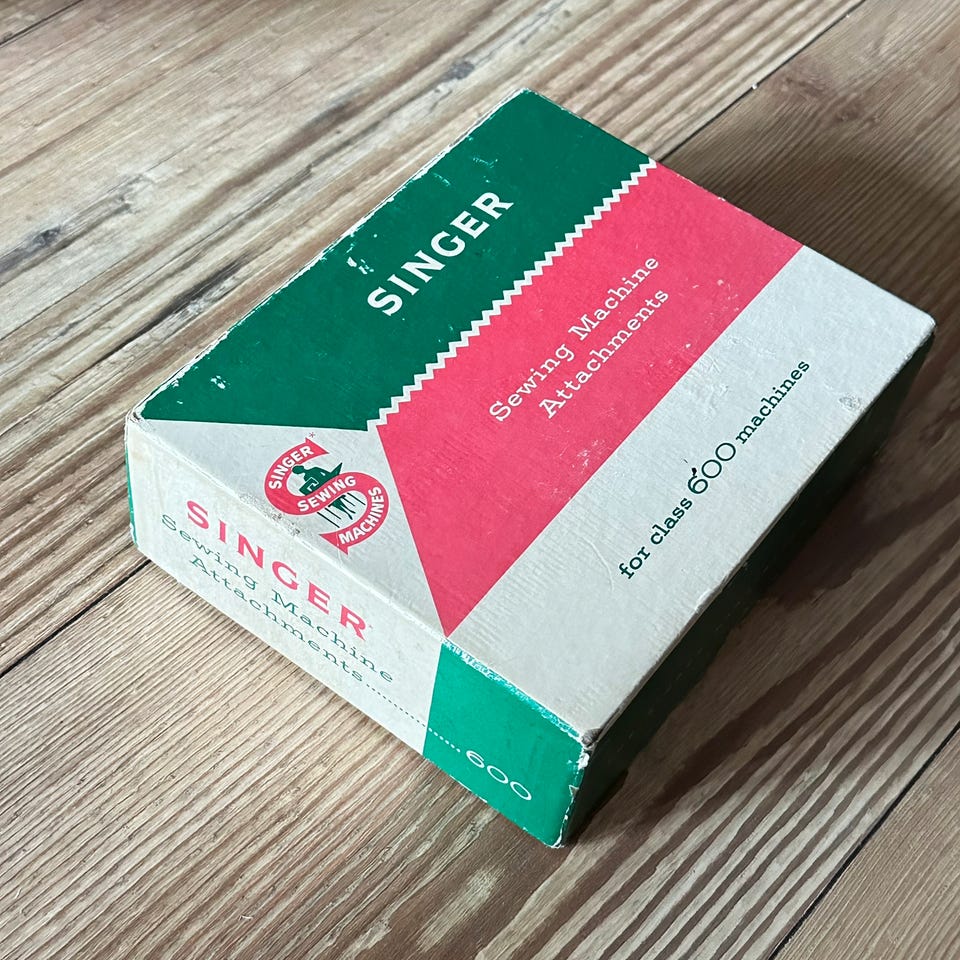 SINGER
Sewing Machine
Attachments
for class 600 machines
SINGER*
SEWING
MACHINES
SINGER
Sewing Machine
Attachments..............600